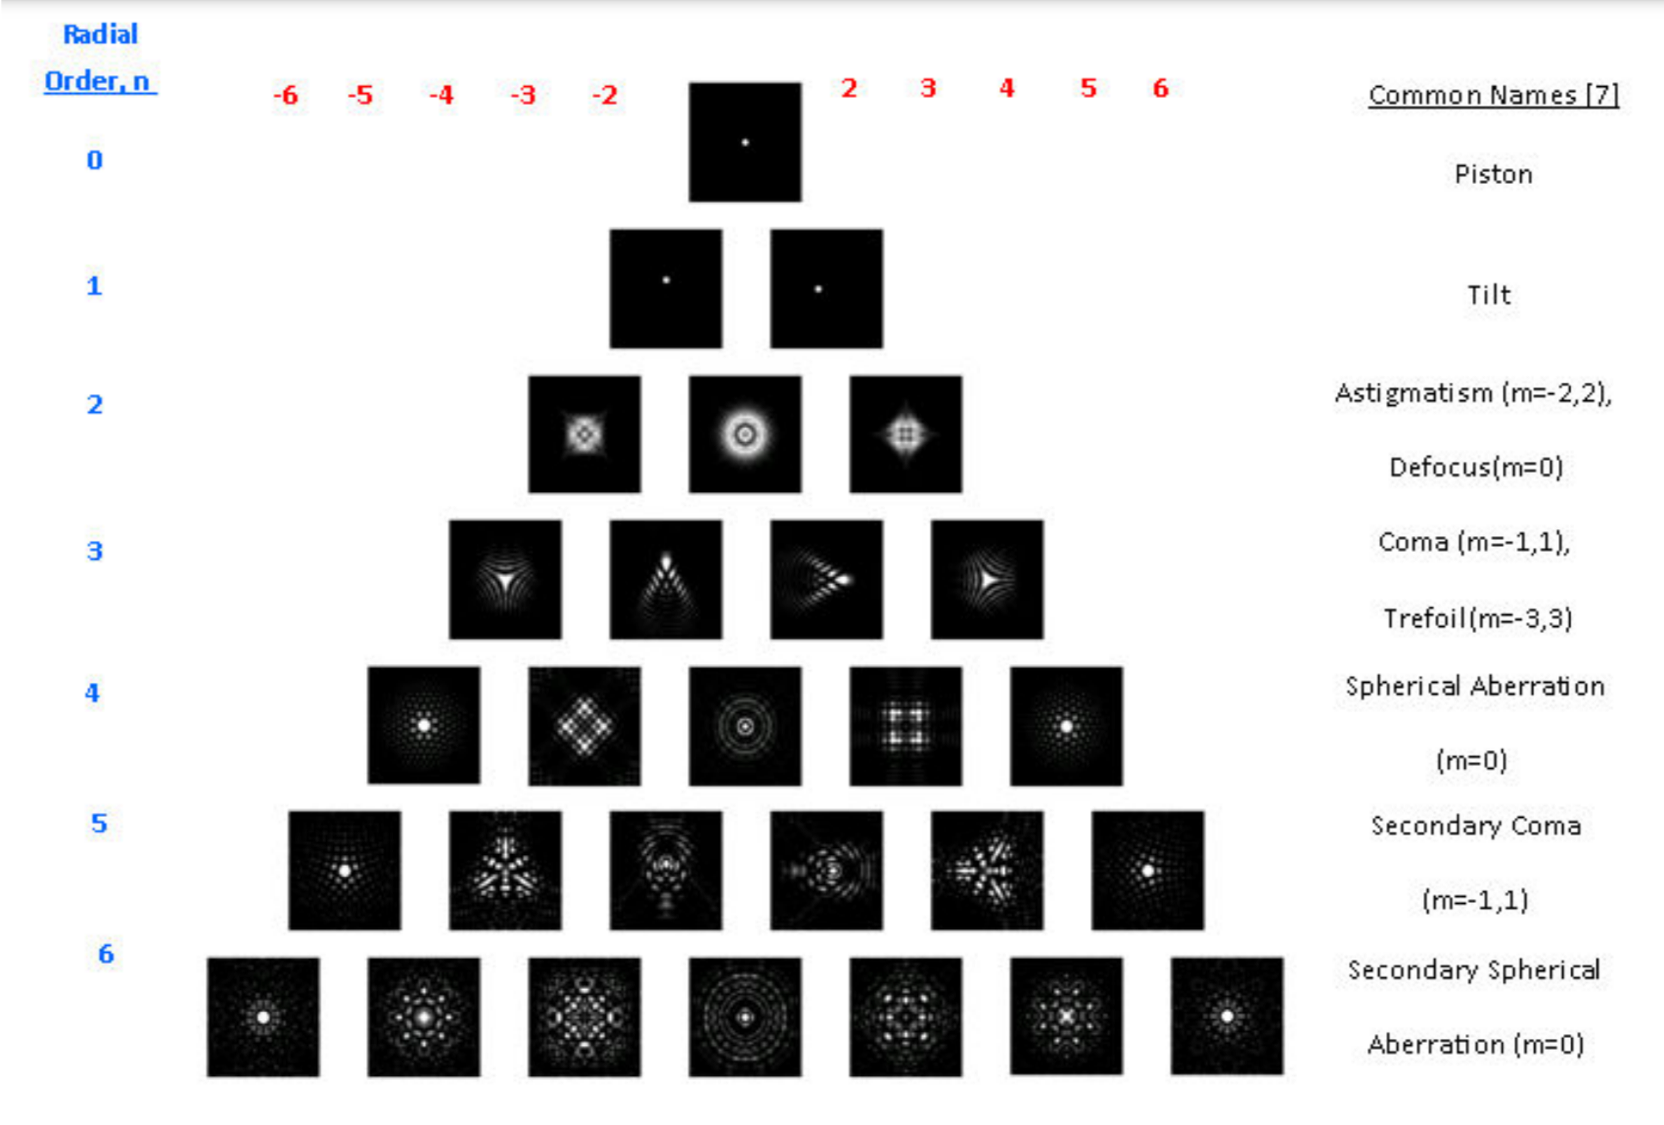 Radial
Order, n
-6 -5 -4 -3 -2 2 3 4 5 6
Common Names [7]
0
Piston
1
Tilt
2
Astigmatism (m=-2,2),
Defocus(m=0)
3
Coma (m=-1,1),
Trefoil(m=-3,3)
4
Spherical Aberration
(m=0)
5
Secondary Coma
(m=-1,1)
6
Secondary Spherical
Aberration (m=0)